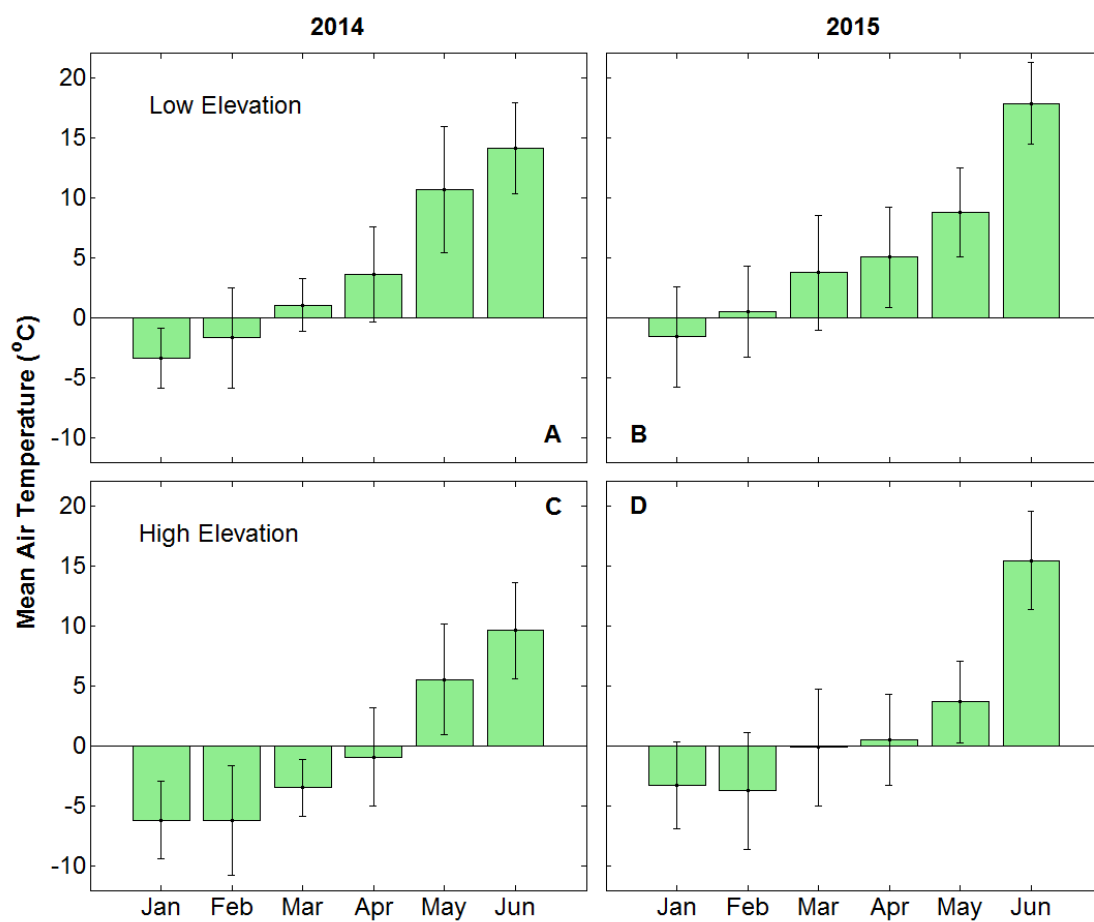 2014
2015
Mean Air Temperature (°C)
20
15
10
5
0
-5
-10
Low Elevation
A
B
20
15
10
5
0
-5
-10
High Elevation
C
D
Jan Feb Mar Apr May Jun
Jan Feb Mar Apr May Jun